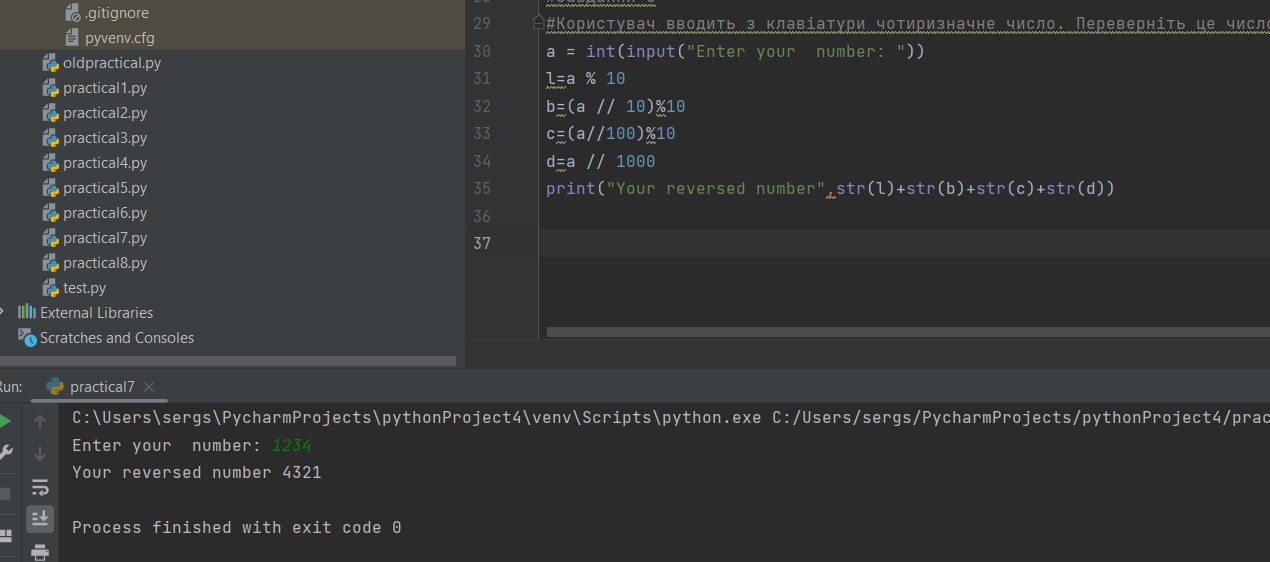 .gitignore
pyvenv.cfg
oldpractical.py
practical1.py
practical2.py
practical3.py
practical4.py
practical5.py
practical6.py
practical7.py
practical8.py
test.py
External Libraries
Scratches and Consoles
29 #Користувач вводить з клавіатури чотиризначне число. Переверніть це число
30 a = int(input("Enter your  number: "))
31 l=a % 10
32 b=(a // 10)%10
33 c=(a//100)%10
34 d=a // 1000
35 print("Your reversed number",str(l)+str(b)+str(c)+str(d))
36
37
Run: practical7
C:\Users\sergs\PycharmProjects\pythonProject4\venv\Scripts\python.exe C:/Users/sergs/PycharmProjects/pythonProject4/prac
Enter your  number: 1234
Your reversed number 4321
Process finished with exit code 0